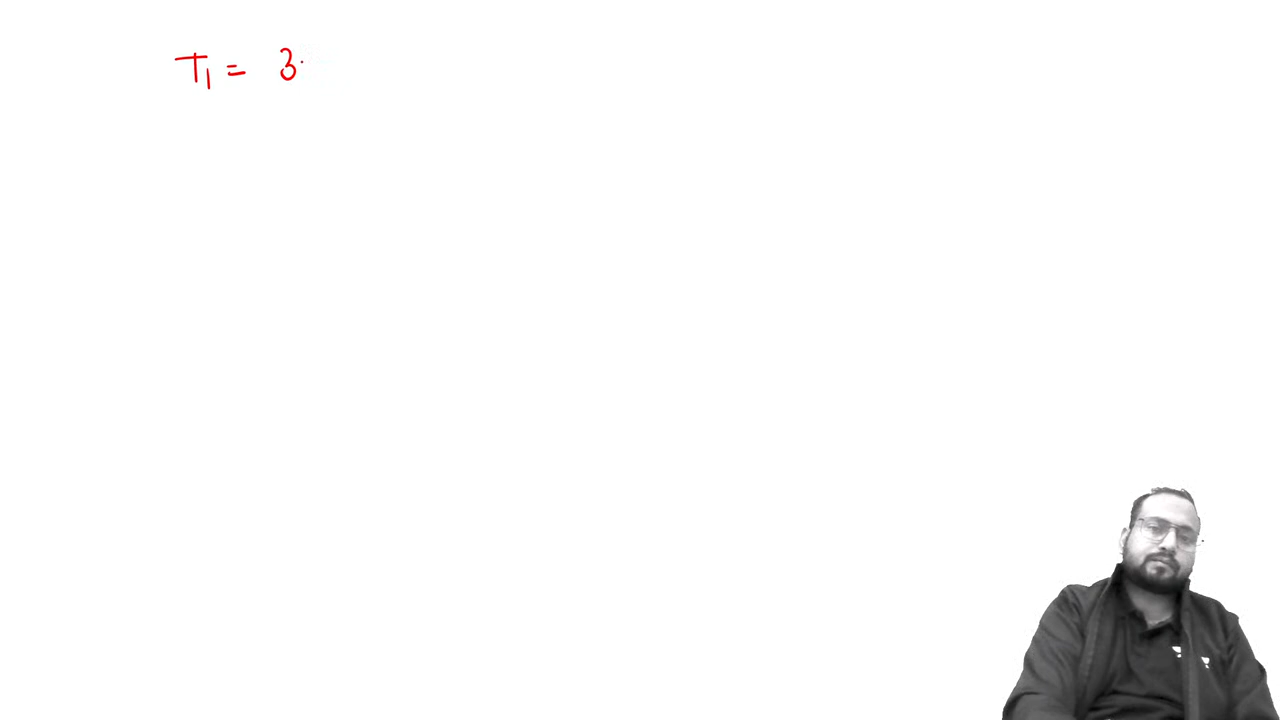 T₁ = 3.